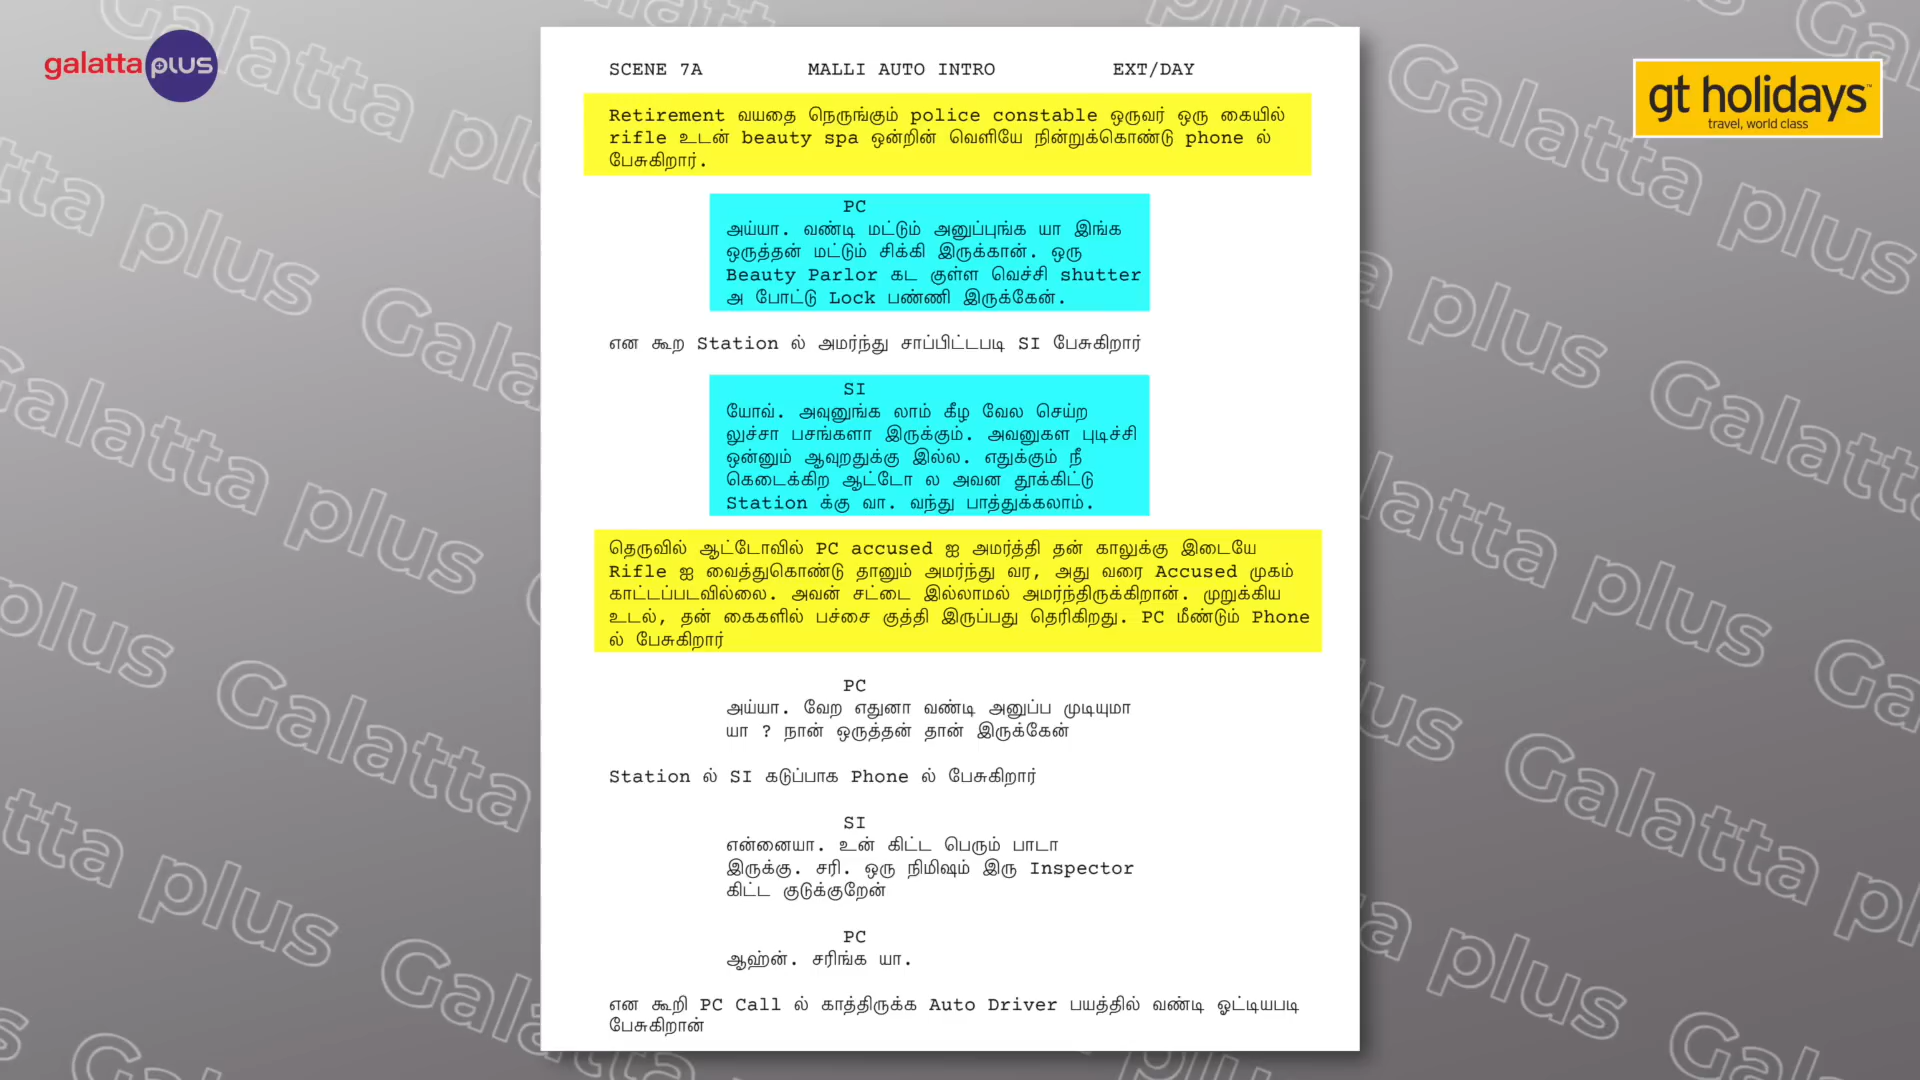 galatta plus
gt holidays
travel, world class
SCENE 7A MALLI AUTO INTRO EXT/DAY
Retirement வயதை நெருங்கும் police constable ஒருவர் ஒரு கையில்
rifle உடன் beauty spa ஒன்றின் வெளியே நின்றுக்கொண்டு phone ல்
பேசுகிறார்.
PC
அய்யா. வண்டி மட்டும் அனுப்புங்க யா இங்க
ஒருத்தன் மட்டும் சிக்கி இருக்கான். ஒரு
Beauty Parlor கட குள்ள வெச்சி shutter
அ போட்டு Lock பண்ணி இருக்கேன்.
என கூற Station ல் அமர்ந்து சாப்பிட்டபடி SI பேசுகிறார்
SI
யோவ். அவுனுங்க லாம் கீழ வேல செய்ற
லுச்சா பசங்களா இருக்கும். அவனுகள புடிச்சி
ஒன்னும் ஆவுறதுக்கு இல்ல. எதுக்கும் நீ
கெடைக்கிற ஆட்டோ ல அவன தூக்கிட்டு
Station க்கு வா. வந்து பாத்துக்கலாம்.
தெருவில் ஆட்டோவில் PC accused ஐ அமர்த்தி தன் காலுக்கு இடையே
Rifle ஐ வைத்துகொண்டு தானும் அமர்ந்து வர, அது வரை Accused முகம்
காட்டப்படவில்லை. அவன் சட்டை இல்லாமல் அமர்ந்திருக்கிறான். முறுக்கிய
உடல், தன் கைகளில் பச்சை குத்தி இருப்பது தெரிகிறது. PC மீண்டும் Phone
ல் பேசுகிறார்
PC
அய்யா. வேற எதுனா வண்டி அனுப்ப முடியுமா
யா ? நான் ஒருத்தன் தான் இருக்கேன்
Station ல் SI கடுப்பாக Phone ல் பேசுகிறார்
SI
என்னையா. உன் கிட்ட பெரும் பாடா
இருக்கு. சரி. ஒரு நிமிஷம் இரு Inspector
கிட்ட குடுக்குறேன்
PC
ஆஹ்ன். சரிங்க யா.
என கூறி PC Call ல் காத்திருக்க Auto Driver பயத்தில் வண்டி ஓட்டியபடி
பேசுகிறான்